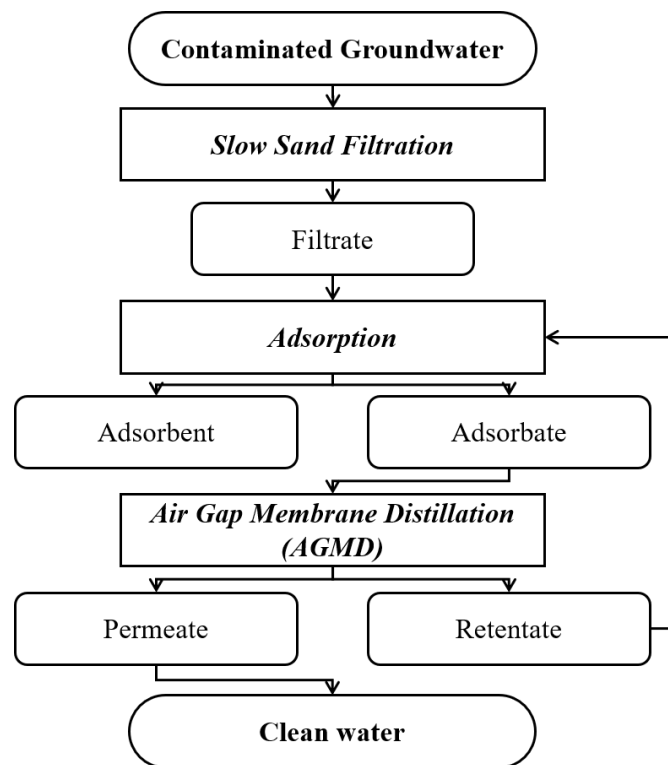 Contaminated Groundwater
Slow Sand Filtration
Filtrate
Adsorption
Adsorbent
Adsorbate
Air Gap Membrane Distillation
(AGMD)
Permeate
Retentate
Clean water